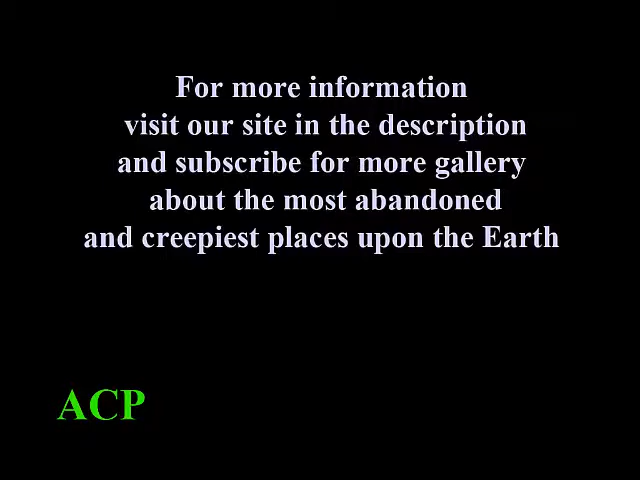 For more information
visit our site in the description
and subscribe for more gallery
about the most abandoned
and creepiest places upon the Earth
ACP